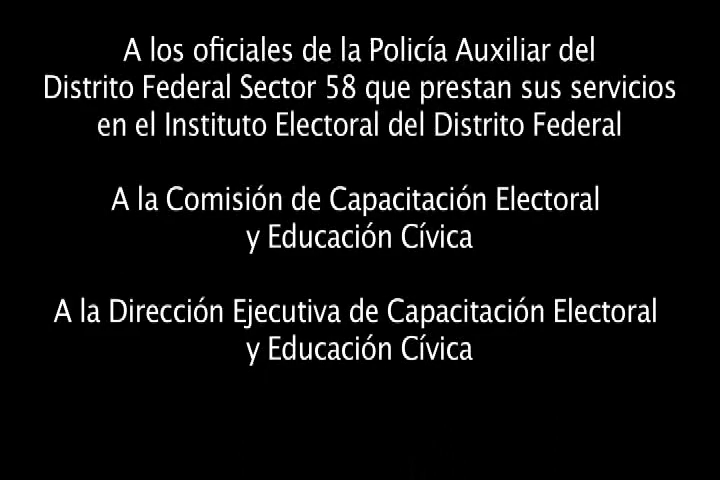 A los oficiales de la Policía Auxiliar del
Distrito Federal Sector 58 que prestan sus servicios
en el Instituto Electoral del Distrito Federal
A la Comisión de Capacitación Electoral
y Educación Cívica
A la Dirección Ejecutiva de Capacitación Electoral
y Educación Cívica